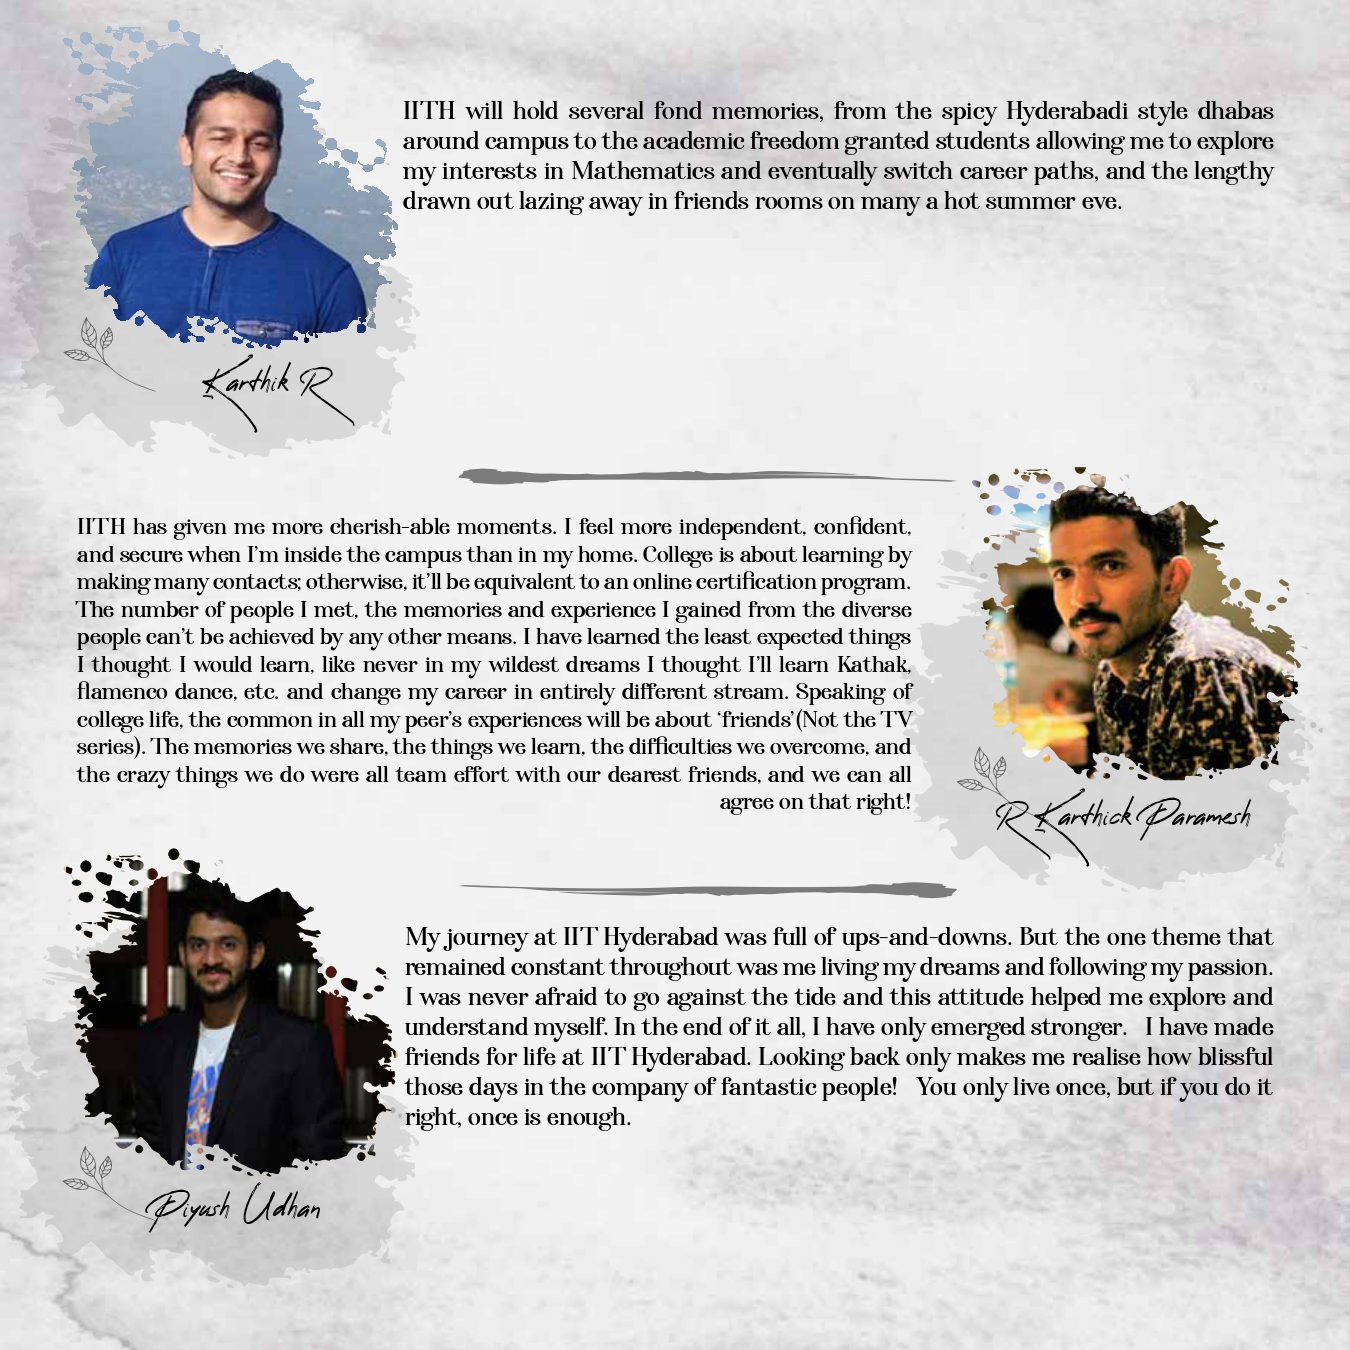 IITH will hold several fond memories, from the spicy Hyderabadi style dhabas
around campus to the academic freedom granted students allowing me to explore
my interests in Mathematics and eventually switch career paths, and the lengthy
drawn out lazing away in friends rooms on many a hot summer eve.
Karthik R
IITH has given me more cherish-able moments. I feel more independent, confident,
and secure when I'm inside the campus than in my home. College is about learning by
making many contacts; otherwise, it'll be equivalent to an online certification program.
The number of people I met, the memories and experience I gained from the diverse
people can't be achieved by any other means. I have learned the least expected things
I thought I would learn, like never in my wildest dreams I thought I'll learn Kathak,
flamenco dance, etc. and change my career in entirely different stream. Speaking of
college life, the common in all my peer's experiences will be about 'friends'(Not the TV
series). The memories we share, the things we learn, the difficulties we overcome, and
the crazy things we do were all team effort with our dearest friends, and we can all
agree on that right!
R Karthick Paramesh
My journey at IIT Hyderabad was full of ups-and-downs. But the one theme that
remained constant throughout was me living my dreams and following my passion.
I was never afraid to go against the tide and this attitude helped me explore and
understand myself. In the end of it all, I have only emerged stronger.   I have made
friends for life at IIT Hyderabad. Looking back only makes me realise how blissful
those days in the company of fantastic people!   You only live once, but if you do it
right, once is enough.
Piyush Udhan